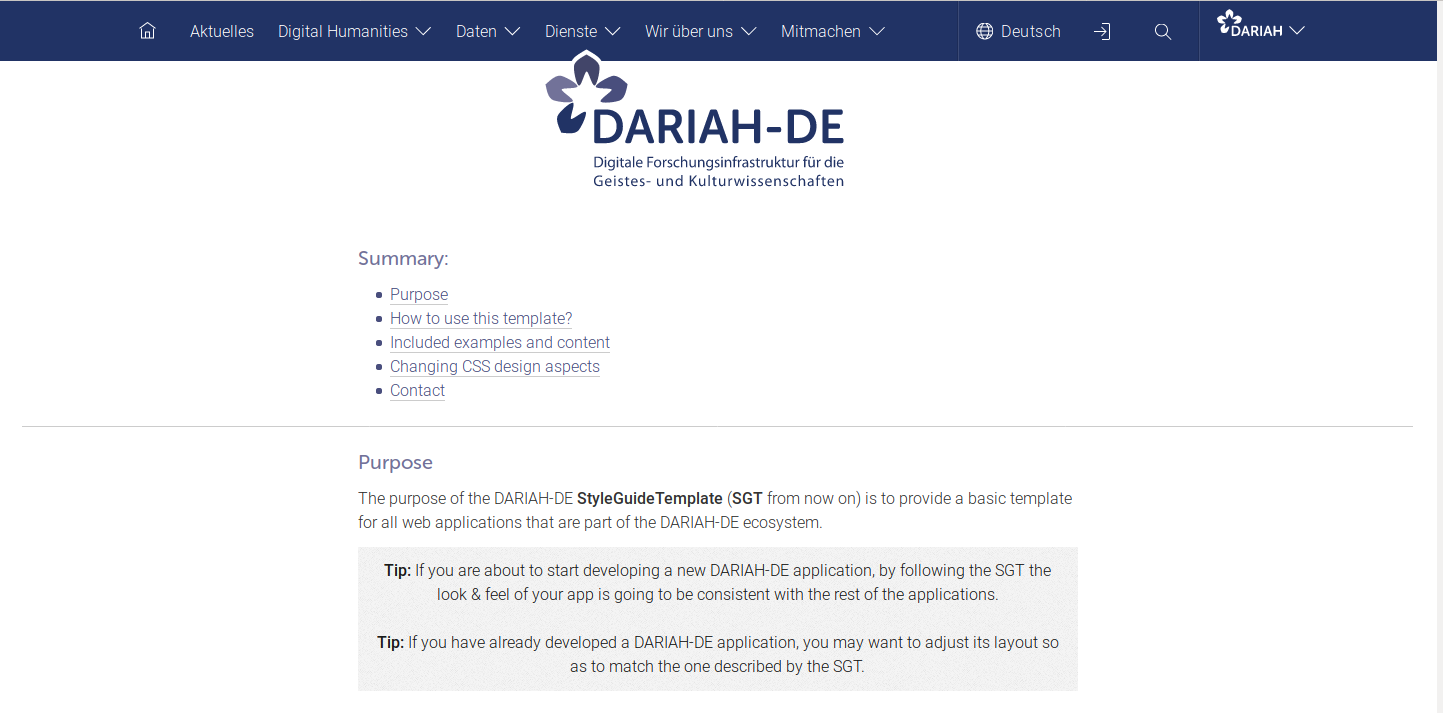 Aktuelles Digital Humanities Daten Dienste Wir über uns Mitmachen Deutsch DARIAH
DARIAH-DE
Digitale Forschungsinfrastruktur für die
Geistes- und Kulturwissenschaften
Summary:
Purpose
How to use this template?
Included examples and content
Changing CSS design aspects
Contact
Purpose
The purpose of the DARIAH-DE StyleGuideTemplate (SGT from now on) is to provide a basic template
for all web applications that are part of the DARIAH-DE ecosystem.
Tip: If you are about to start developing a new DARIAH-DE application, by following the SGT the
look & feel of your app is going to be consistent with the rest of the applications.
Tip: If you have already developed a DARIAH-DE application, you may want to adjust its layout so
as to match the one described by the SGT.